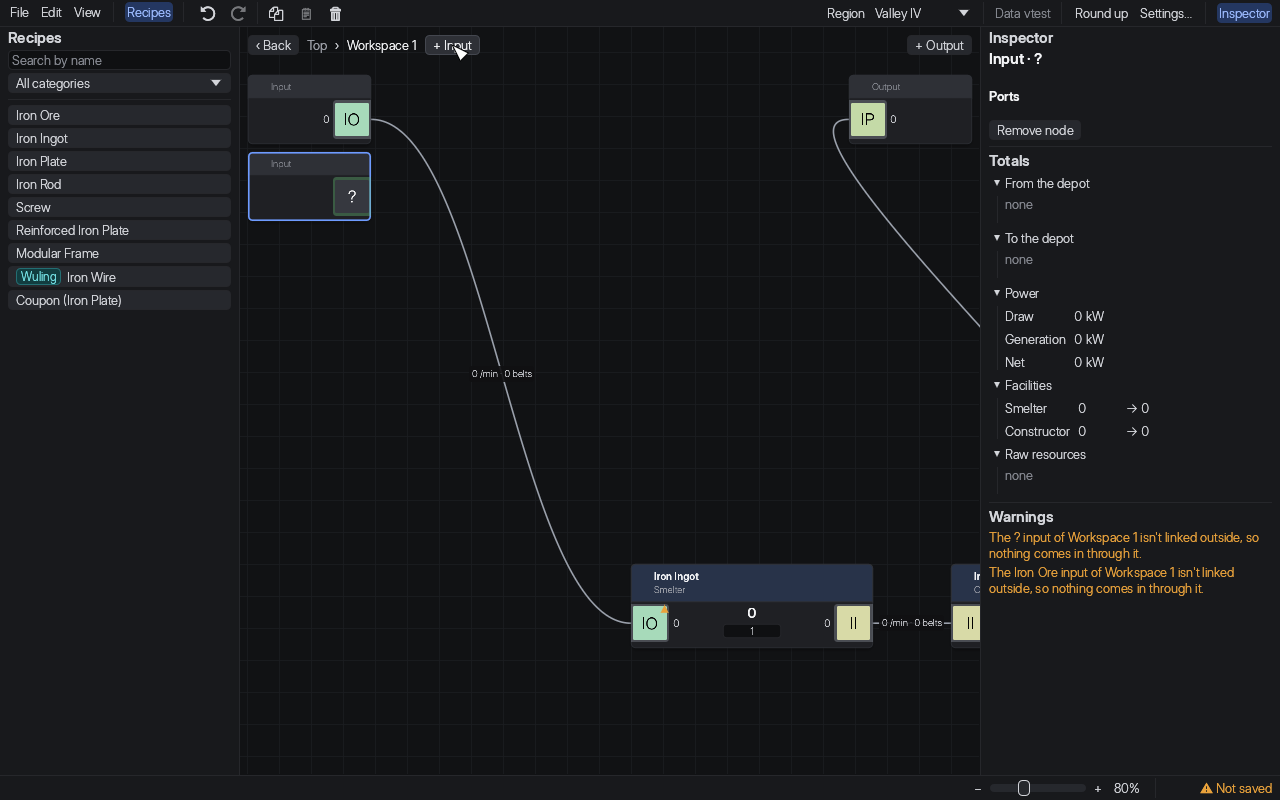 File Edit View Recipes Region Valley IV Data vtest Round up Settings... Inspector
Recipes
Search by name
All categories
Iron Ore
Iron Ingot
Iron Plate
Iron Rod
Screw
Reinforced Iron Plate
Modular Frame
Wuling Iron Wire
Coupon (Iron Plate)
‹ Back Top › Workspace 1 + Input + Output
Input
0 IO
Input
?
Output
IP 0
0 /min · 0 belts
Iron Ingot
Smelter
IO 0 0 1 0 II
0 /min · 0 belts
II
Inspector
Input · ?
Ports
Remove node
Totals
From the depot
none
To the depot
none
Power
Draw 0 kW
Generation 0 kW
Net 0 kW
Facilities
Smelter 0 → 0
Constructor 0 → 0
Raw resources
none
Warnings
The ? input of Workspace 1 isn't linked outside, so
nothing comes in through it.
The Iron Ore input of Workspace 1 isn't linked
outside, so nothing comes in through it.
− + 80% Not saved